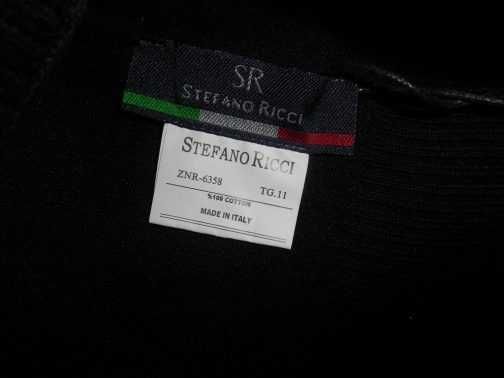 SR
STEFANO RICCI
STEFANO RICCI
ZNR-6358 TG.11
%100 COTTON
MADE IN ITALY